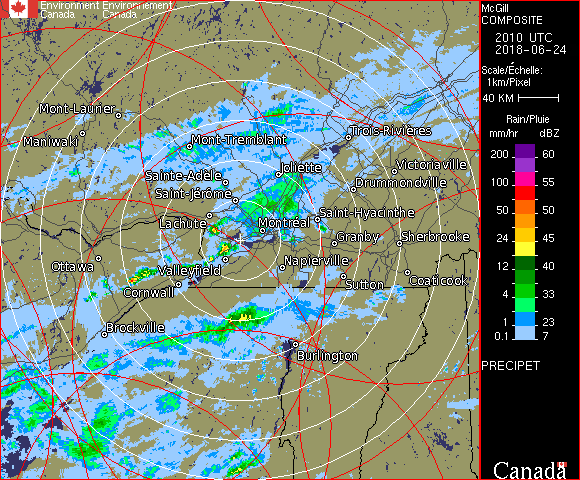 Environment Environnement
Canada Canada
McGill
COMPOSITE
2010 UTC
2018-06-24
Scale/Échelle:
1km/Pixel
40 KM
Rain/Pluie
mm/hr dBZ
200 60
100 55
50 50
24 45
12 40
4 33
1 23
0.1 7
PRECIPET
Canada
Mont-Laurier
Maniwaki
Mont-Tremblant
Trois-Rivières
Joliette
Victoriaville
Sainte-Adèle
Drummondville
Saint-Jérôme
Saint-Hyacinthe
Lachute
Montréal
Granby
Sherbrooke
Ottawa
Valleyfield
Napierville
Coaticook
Sutton
Cornwall
Brockville
Burlington